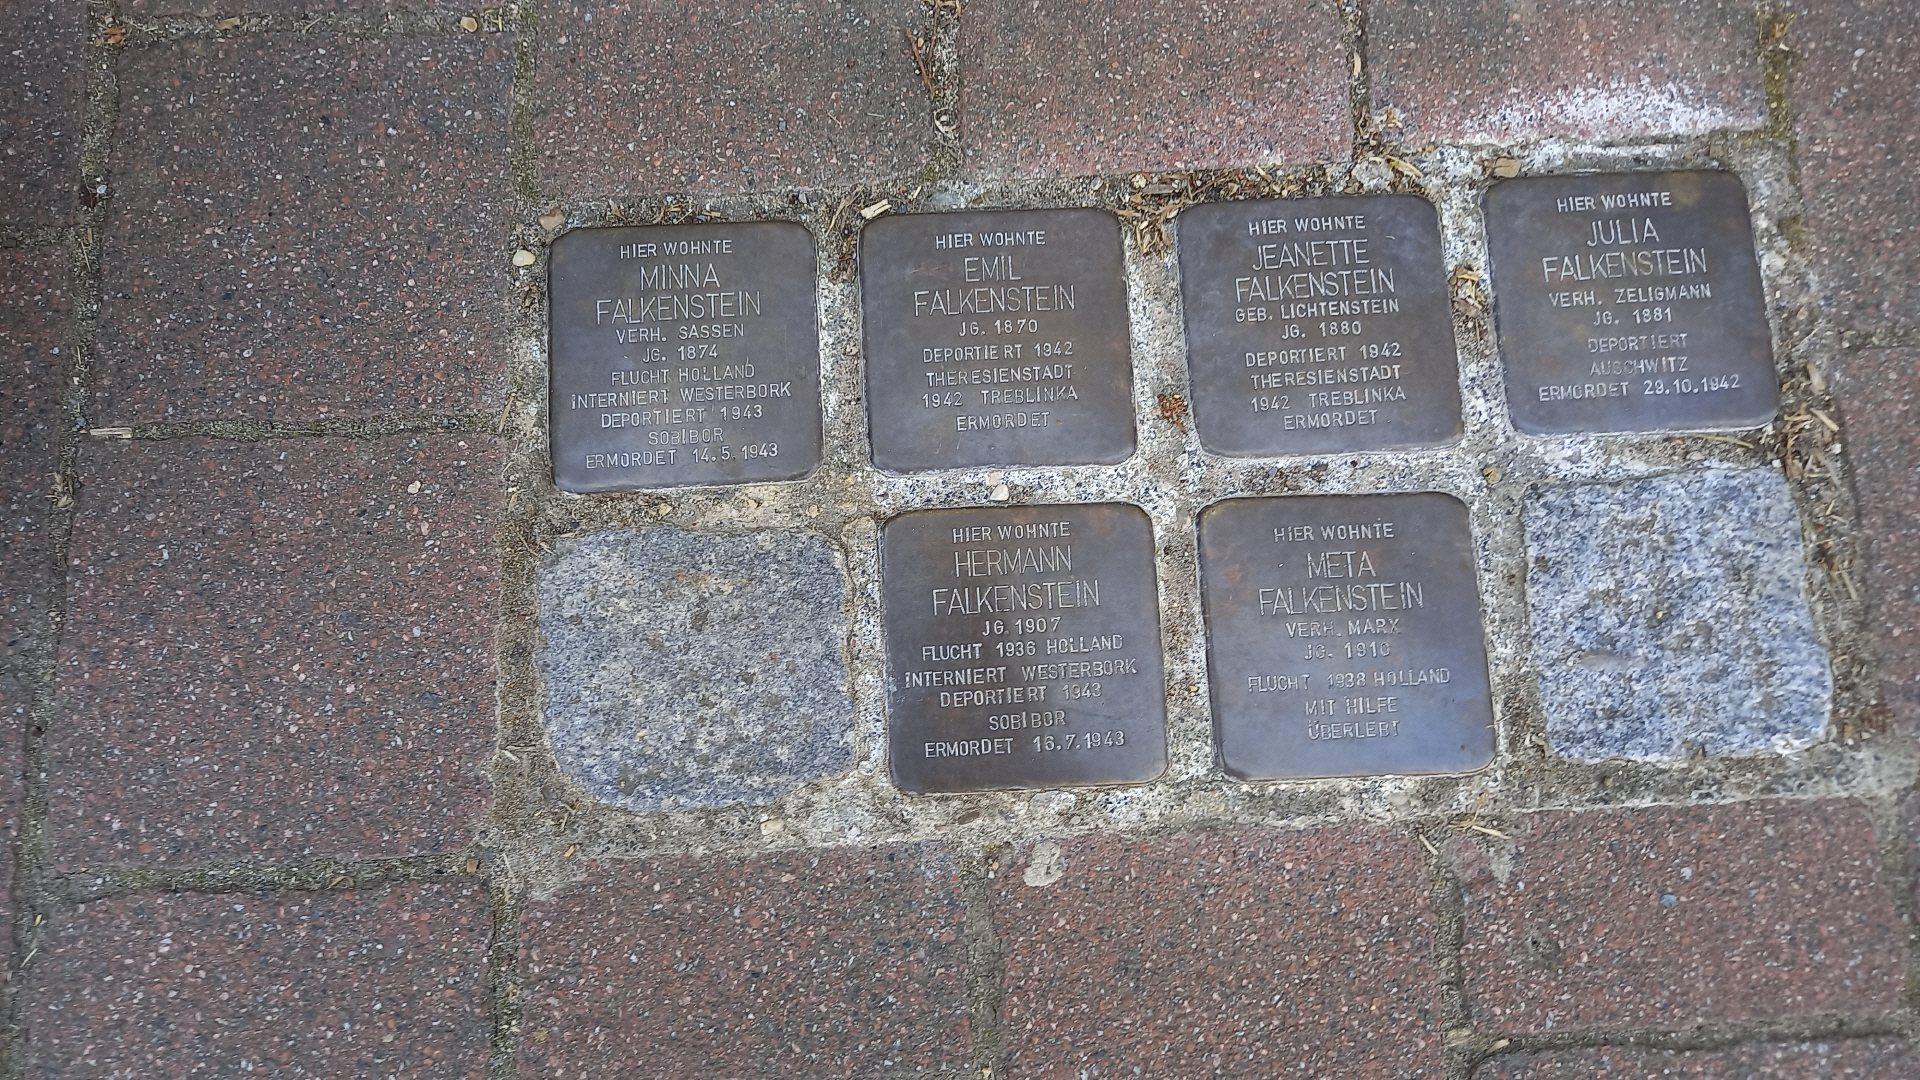 HIER WOHNTE
MINNA
FALKENSTEIN
VERH. SASSEN
JG. 1874
FLUCHT HOLLAND
INTERNIERT WESTERBORK
DEPORTIERT 1943
SOBIBOR
ERMORDET 14.5.1943
HIER WOHNTE
EMIL
FALKENSTEIN
JG. 1870
DEPORTIERT 1942
THERESIENSTADT
1942 TREBLINKA
ERMORDET
HIER WOHNTE
JEANETTE
FALKENSTEIN
GEB. LICHTENSTEIN
JG. 1880
DEPORTIERT 1942
THERESIENSTADT
1942 TREBLINKA
ERMORDET
HIER WOHNTE
JULIA
FALKENSTEIN
VERH. ZELIGMANN
JG. 1881
DEPORTIERT
AUSCHWITZ
ERMORDET 29.10.1942
HIER WOHNTE
HERMANN
FALKENSTEIN
JG. 1907
FLUCHT 1936 HOLLAND
INTERNIERT WESTERBORK
DEPORTIERT 1943
SOBIBOR
ERMORDET 16.7.1943
HIER WOHNTE
META
FALKENSTEIN
VERH. MARX
JG. 1910
FLUCHT 1938 HOLLAND
MIT HILFE
ÜBERLEBT